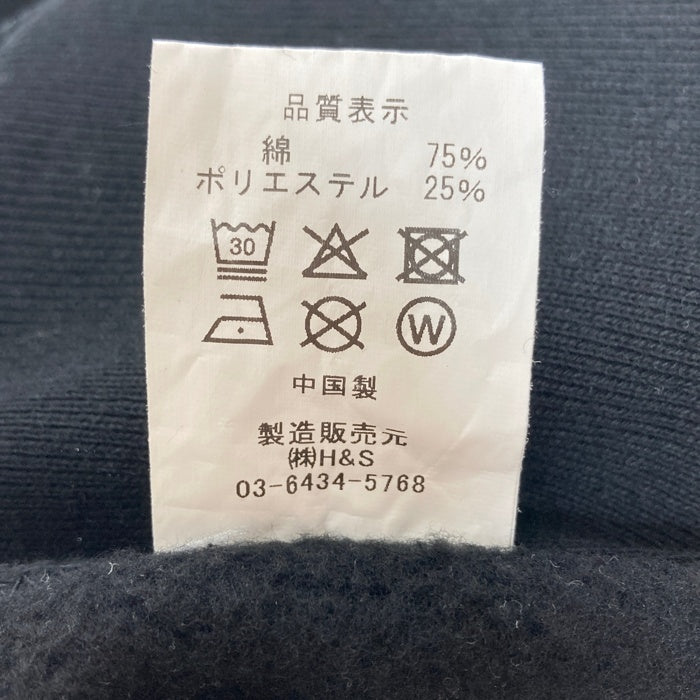 品質表示
綿 75%
ポリエステル 25%
30
W
中国製
製造販売元
㈱H&S
03-6434-5768